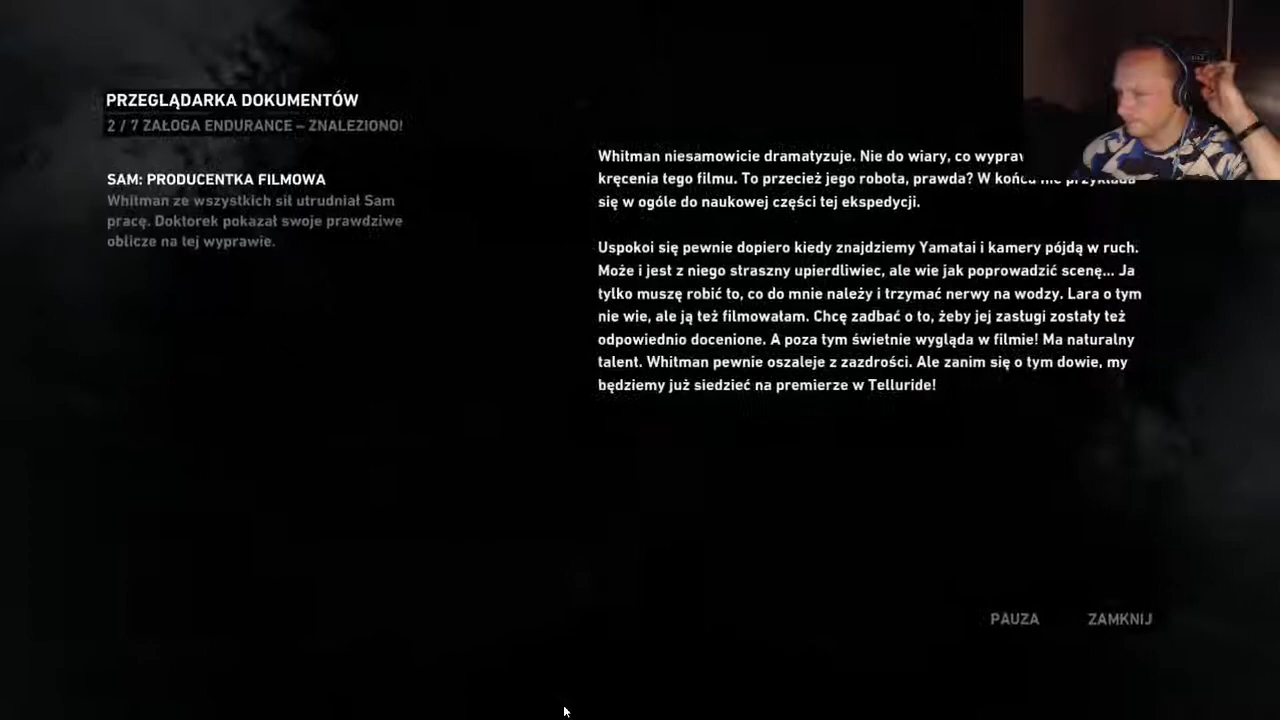 PRZEGLĄDARKA DOKUMENTÓW
2 / 7 ZAŁOGA ENDURANCE – ZNALEZIONO!
SAM: PRODUCENTKA FILMOWA
Whitman ze wszystkich sił utrudniał Sam
pracę. Doktorek pokazał swoje prawdziwe
oblicze na tej wyprawie.
Whitman niesamowicie dramatyzuje. Nie do wiary, co
kręcenia tego filmu. To przecież jego robota, prawda? W końcu nie przykłada
się w ogóle do naukowej części tej ekspedycji.
Uspokoi się pewnie dopiero kiedy znajdziemy Yamatai i kamery pójdą w ruch.
Może i jest z niego straszny upierdliwiec, ale wie jak poprowadzić scenę... Ja
tylko muszę robić to, co do mnie należy i trzymać nerwy na wodzy. Lara o tym
nie wie, ale ją też filmowałam. Chcę zadbać o to, żeby jej zasługi zostały też
odpowiednio docenione. A poza tym świetnie wygląda w filmie! Ma naturalny
talent. Whitman pewnie oszaleje z zazdrości. Ale zanim się o tym dowie, my
będziemy już siedzieć na premierze w Telluride!
PAUZA
ZAMKNIJ